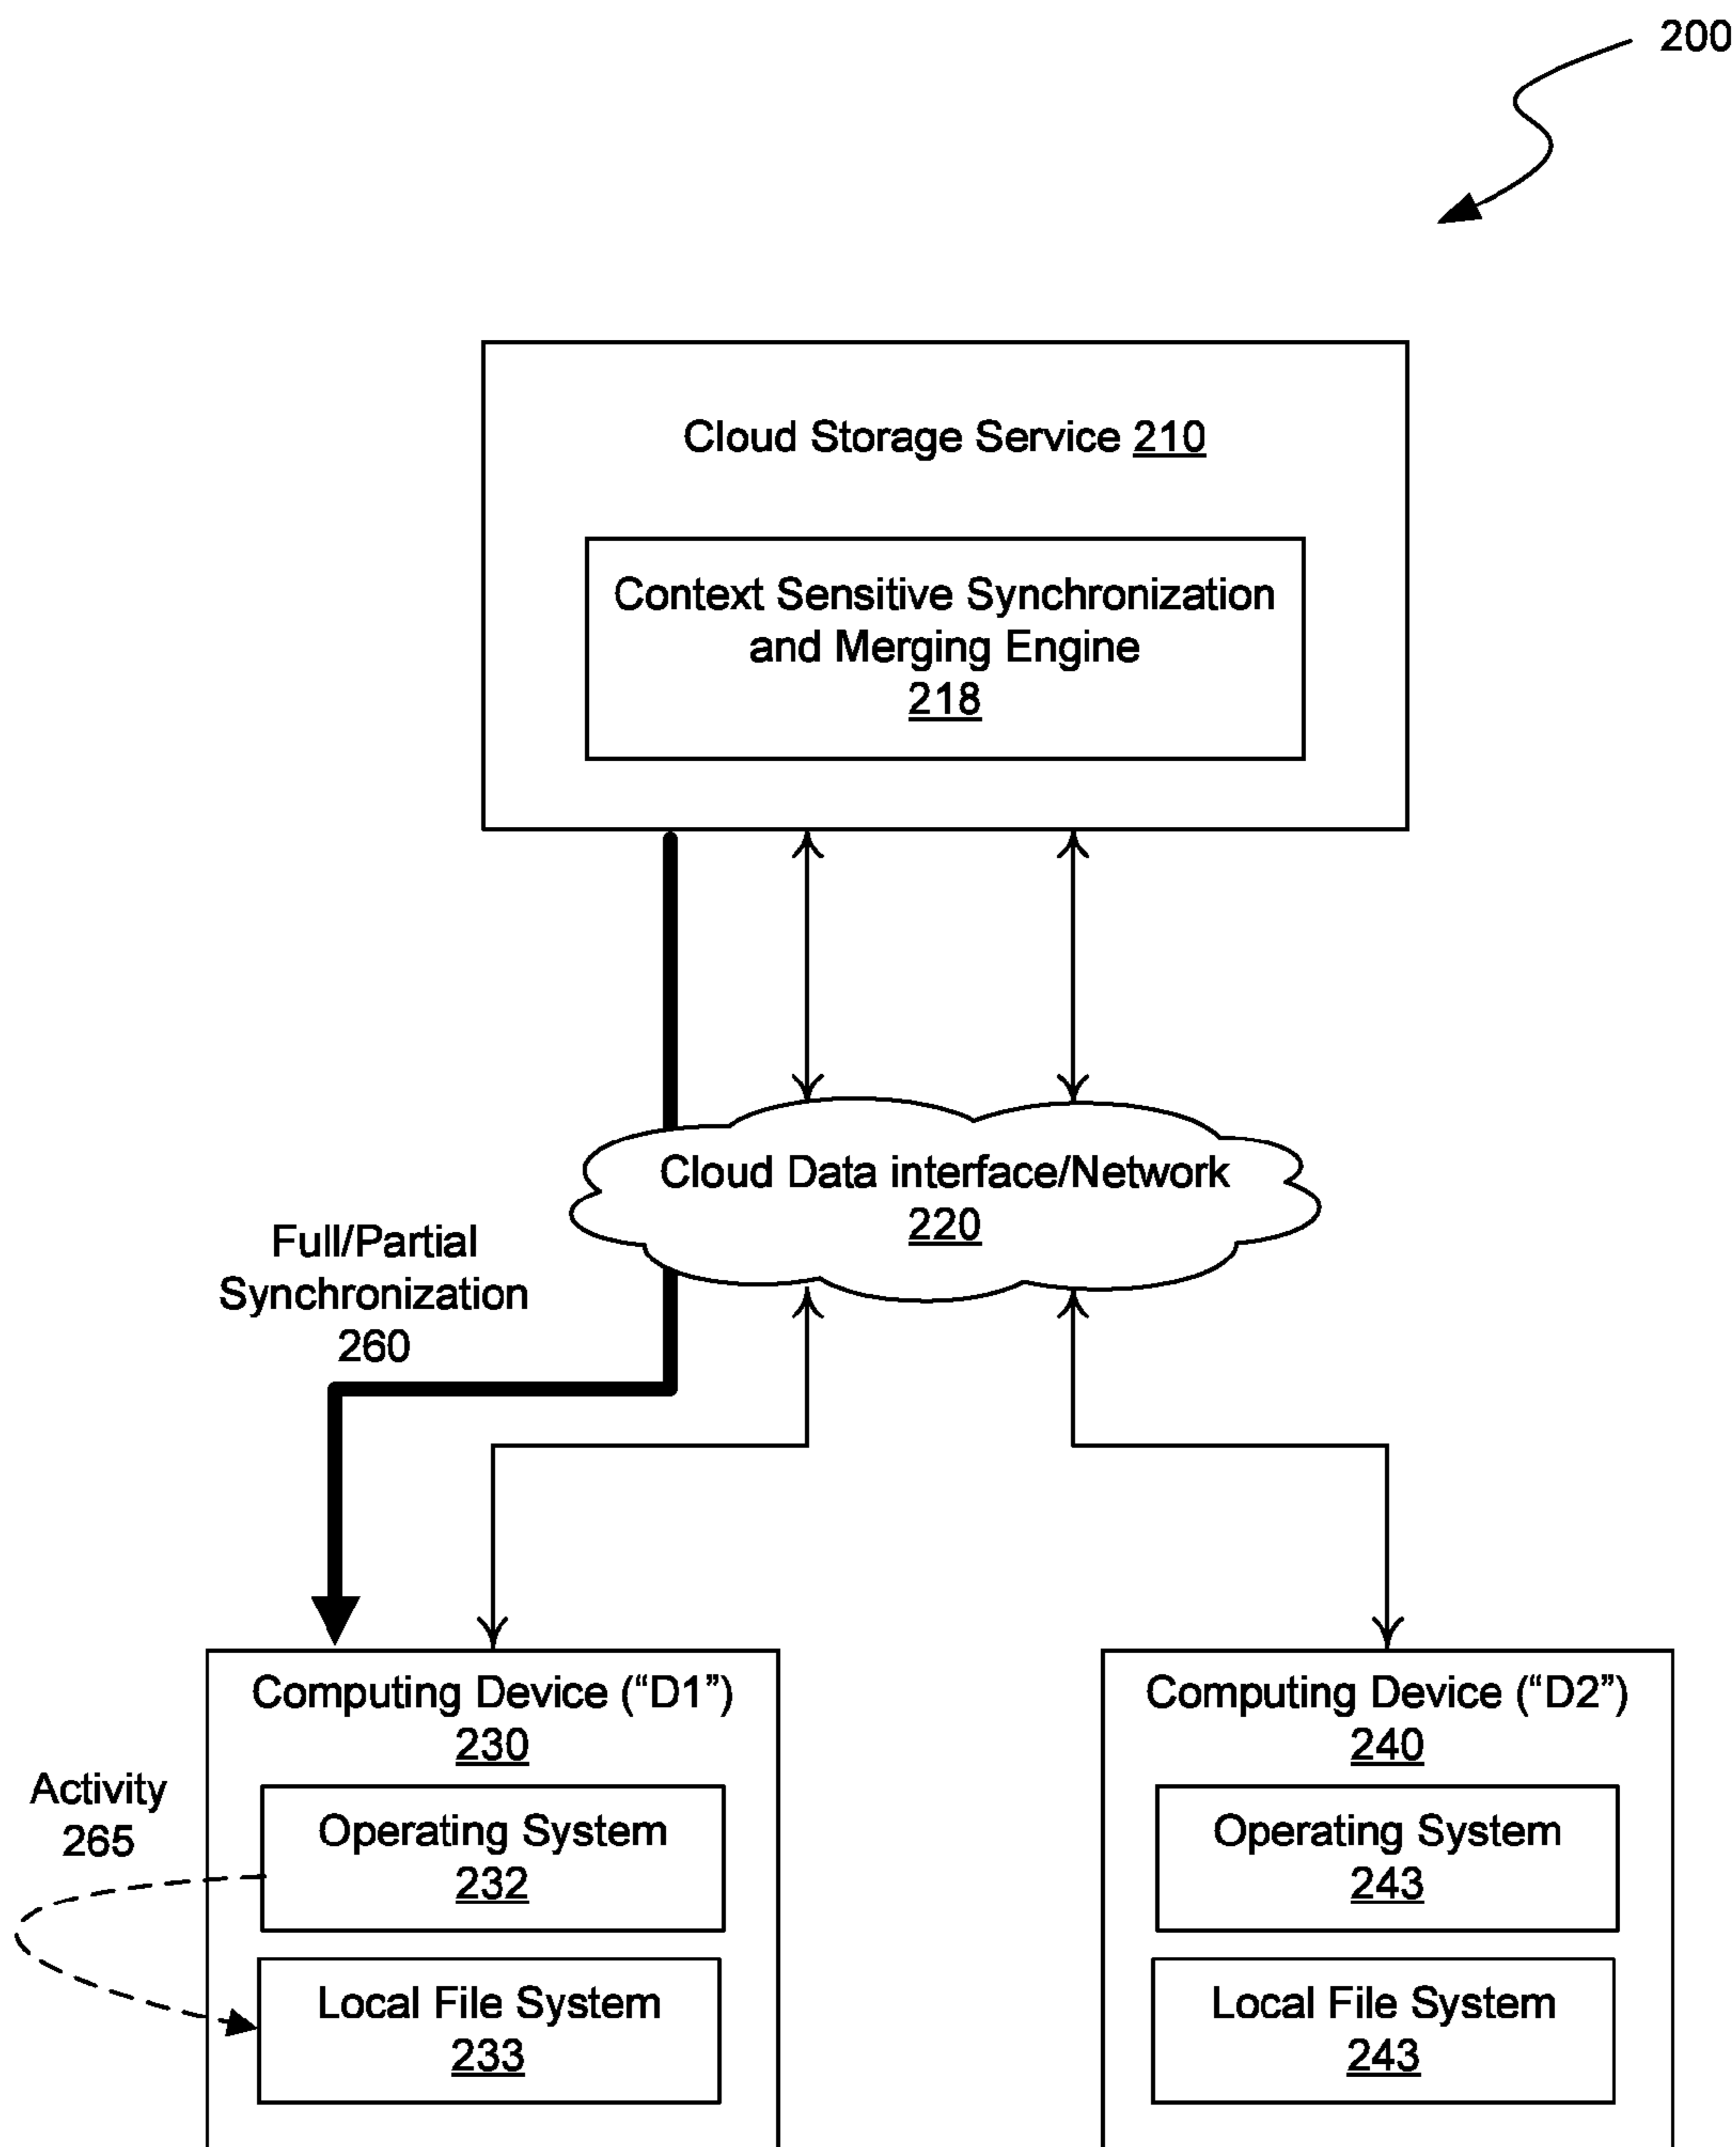 200
Cloud Storage Service 210
Context Sensitive Synchronization
and Merging Engine
218
Cloud Data interface/Network
220
Full/Partial
Synchronization
260
Computing Device (“D1”)
230
Activity
265
Operating System
232
Local File System
233
Computing Device (“D2”)
240
Operating System
243
Local File System
243